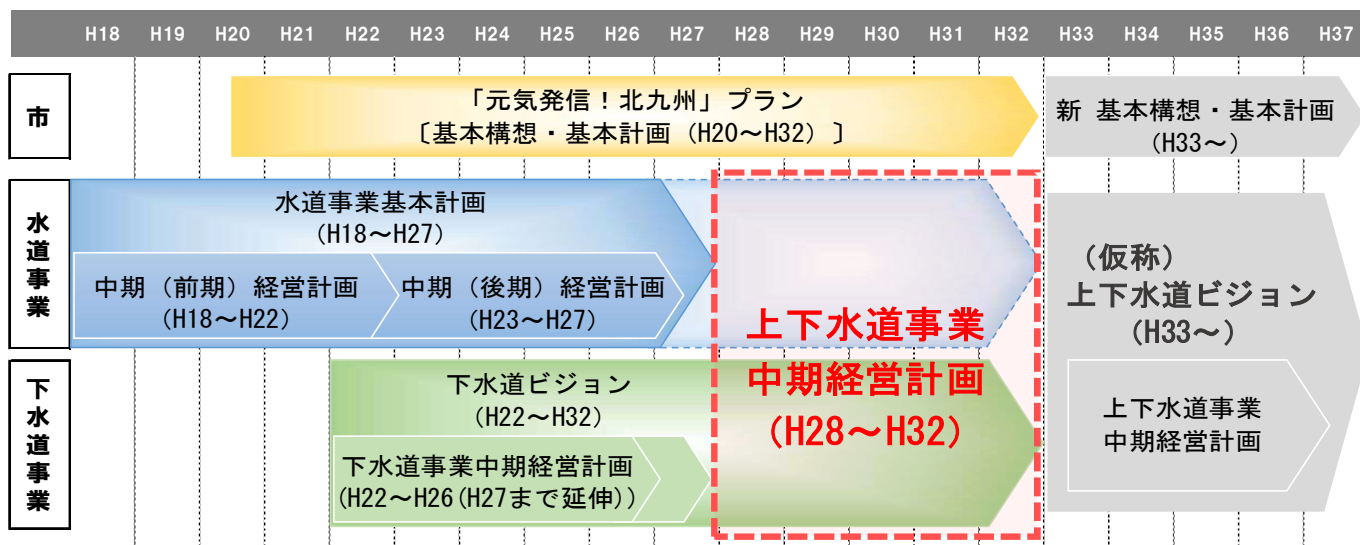 H18 H19 H20 H21 H22 H23 H24 H25 H26 H27 H28 H29 H30 H31 H32 H33 H34 H35 H36 H37
市
「元気発信！北九州」プラン
〔基本構想・基本計画（H20～H32）〕
新 基本構想・基本計画
(H33～)
水道事業
水道事業基本計画
(H18～H27)
中期（前期）経営計画
(H18～H22)
中期（後期）経営計画
(H23～H27)
上下水道事業
中期経営計画
(H28～H32)
（仮称）
上下水道ビジョン
(H33～)
下水道事業
下水道ビジョン
(H22～H32)
下水道事業中期経営計画
(H22～H26(H27まで延伸))
上下水道事業
中期経営計画